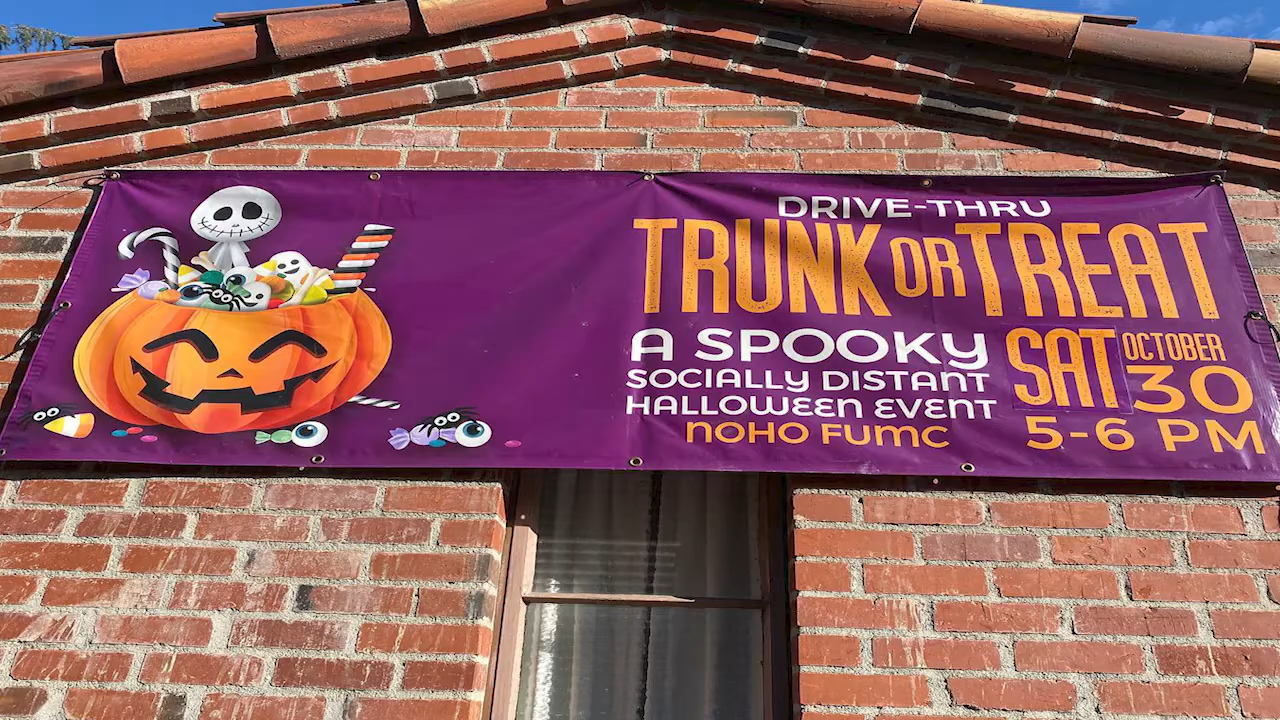 DRIVE-THRU
TRUNK OR TREAT
A SPOOKY
SOCIALLY DISTANT
HALLOWEEN EVENT
NOHO FUMC
SAT OCTOBER
30
5-6 PM